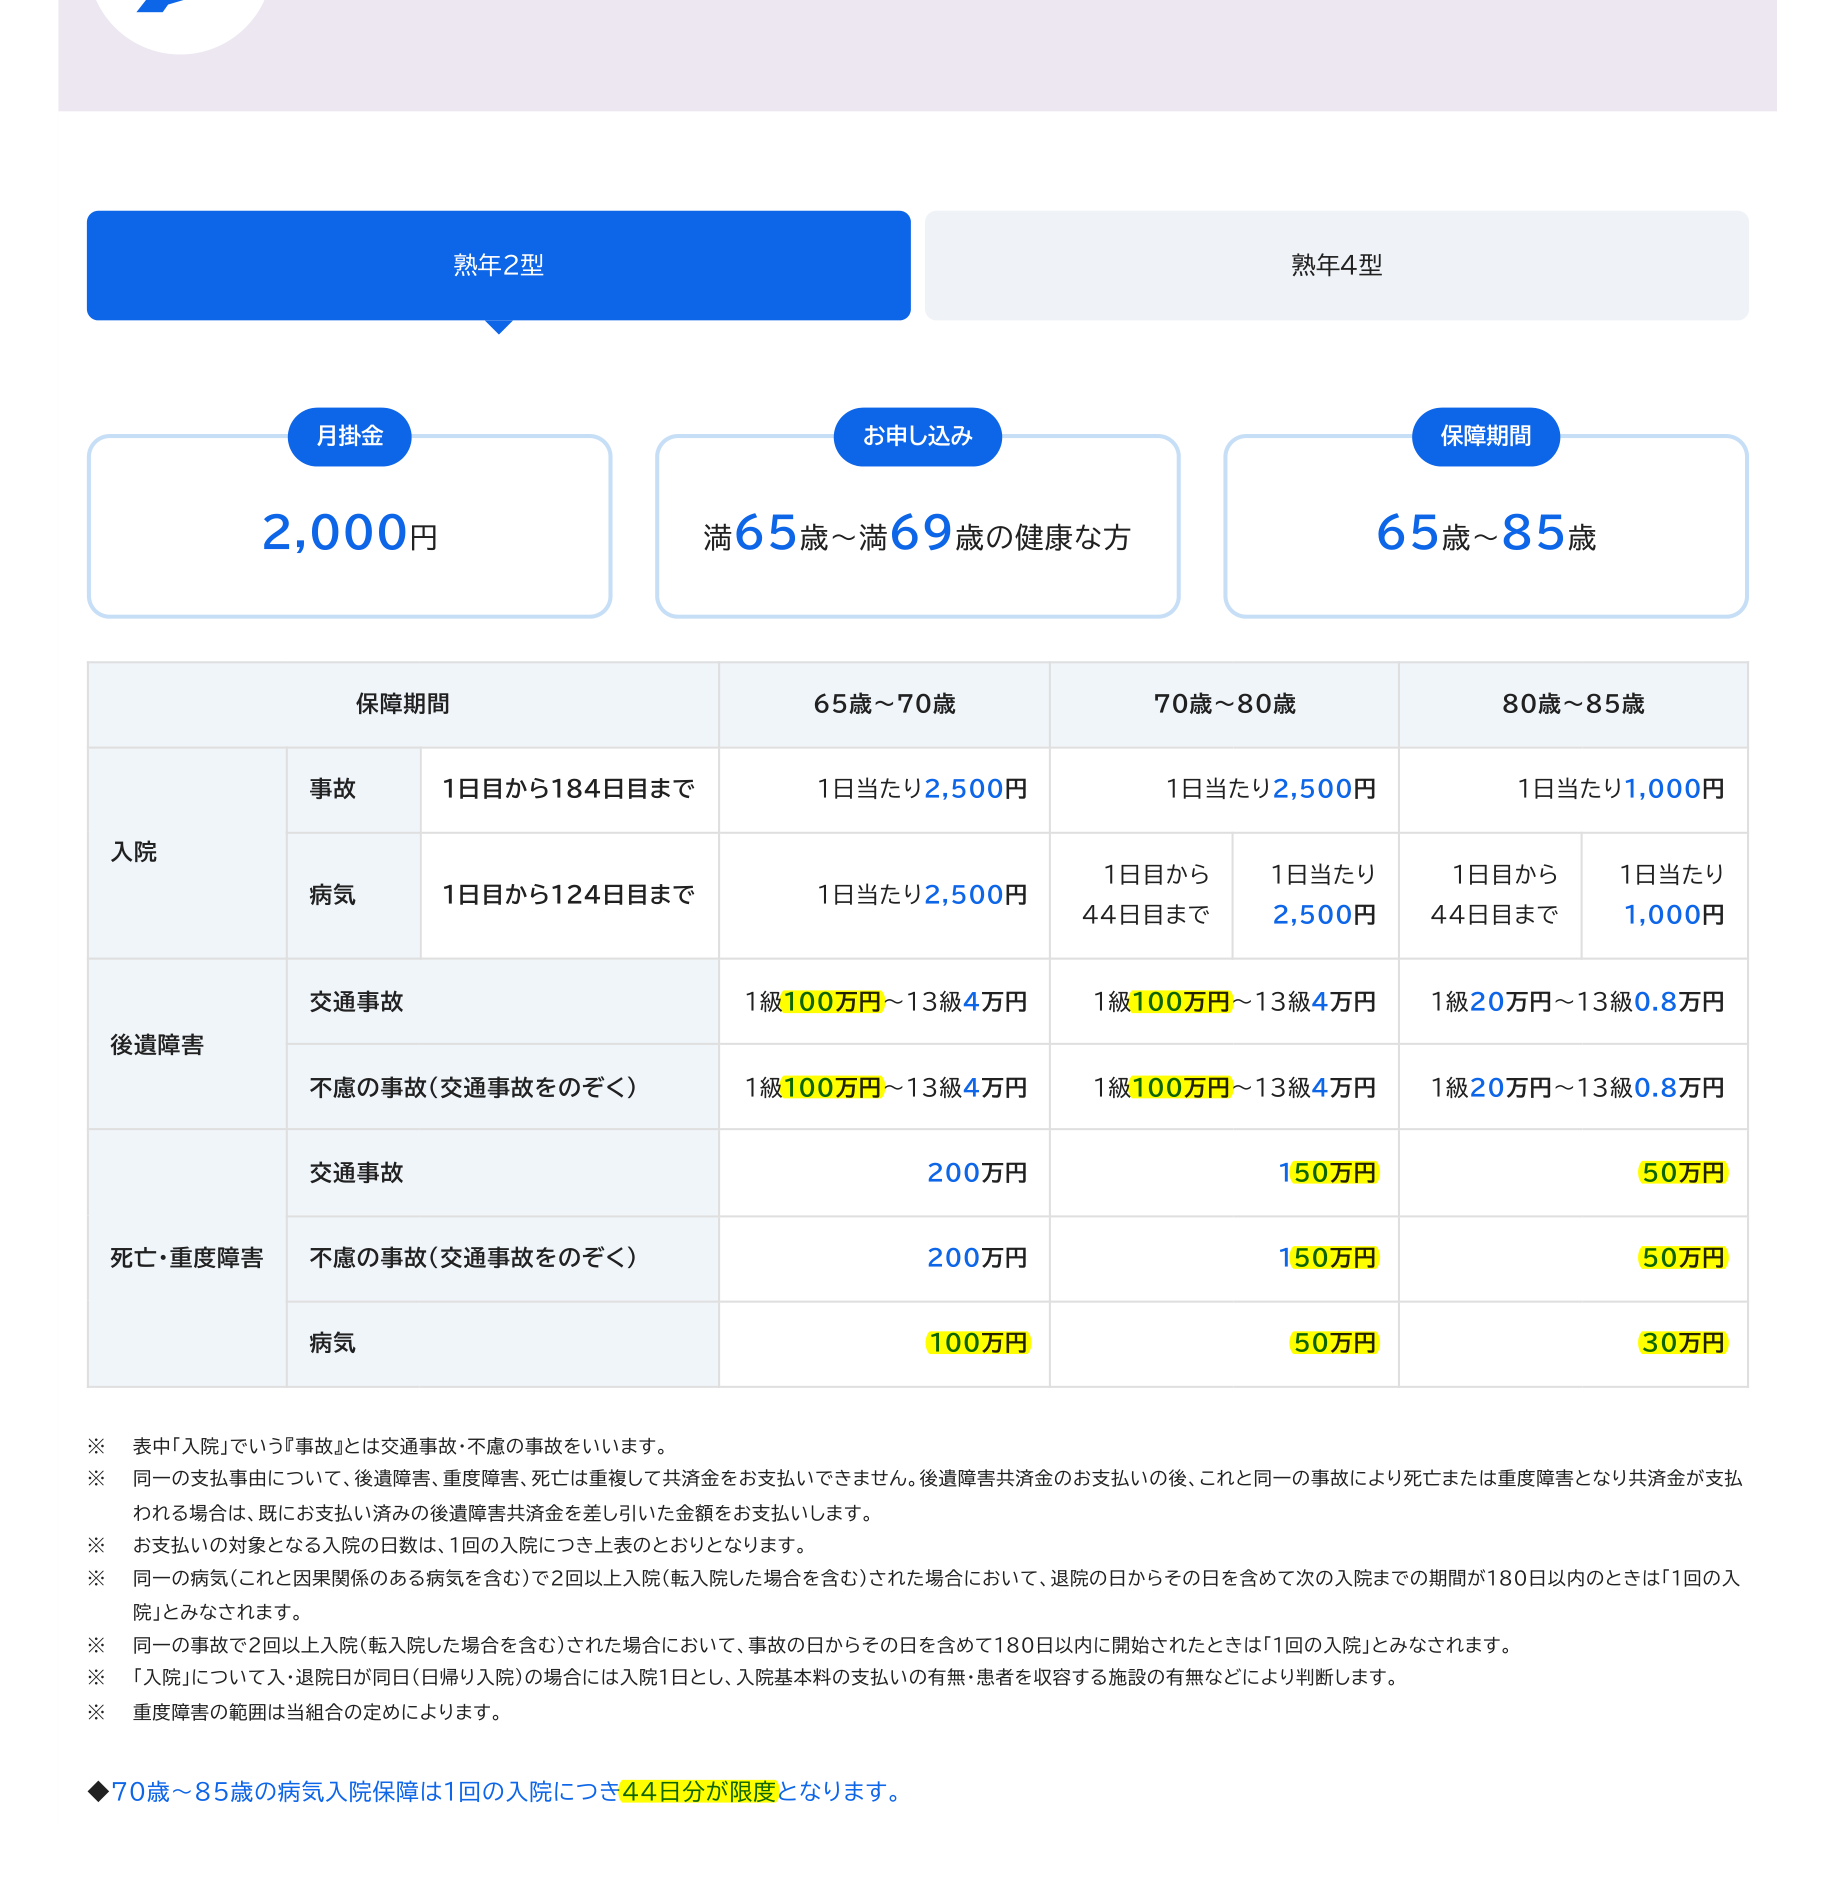 熟年2型
熟年4型
月掛金
2,000円
お申し込み
満65歳～満69歳の健康な方
保障期間
65歳～85歳
保障期間 65歳～70歳 70歳～80歳 80歳～85歳
入院
事故 1日目から184日目まで 1日当たり2,500円 1日当たり2,500円 1日当たり1,000円
病気 1日目から124日目まで 1日当たり2,500円
1日目から
44日目まで
1日当たり
2,500円
1日目から
44日目まで
1日当たり
1,000円
後遺障害
交通事故 1級100万円～13級4万円 1級100万円～13級4万円 1級20万円～13級0.8万円
不慮の事故(交通事故をのぞく) 1級100万円～13級4万円 1級100万円～13級4万円 1級20万円～13級0.8万円
死亡・重度障害
交通事故 200万円 150万円 50万円
不慮の事故(交通事故をのぞく) 200万円 150万円 50万円
病気 100万円 50万円 30万円
※ 表中「入院」でいう『事故』とは交通事故・不慮の事故をいいます。
※ 同一の支払事由について、後遺障害、重度障害、死亡は重複して共済金をお支払いできません。後遺障害共済金のお支払いの後、これと同一の事故により死亡または重度障害となり共済金が支払
われる場合は、既にお支払い済みの後遺障害共済金を差し引いた金額をお支払いします。
※ お支払いの対象となる入院の日数は、1回の入院につき上表のとおりとなります。
※ 同一の病気(これと因果関係のある病気を含む)で2回以上入院(転入院した場合を含む)された場合において、退院の日からその日を含めて次の入院までの期間が180日以内のときは「1回の入
院」とみなされます。
※ 同一の事故で2回以上入院(転入院した場合を含む)された場合において、事故の日からその日を含めて180日以内に開始されたときは「1回の入院」とみなされます。
※ 「入院」について入・退院日が同日(日帰り入院)の場合には入院1日とし、入院基本料の支払いの有無・患者を収容する施設の有無などにより判断します。
※ 重度障害の範囲は当組合の定めによります。
◆70歳～85歳の病気入院保障は1回の入院につき44日分が限度となります。